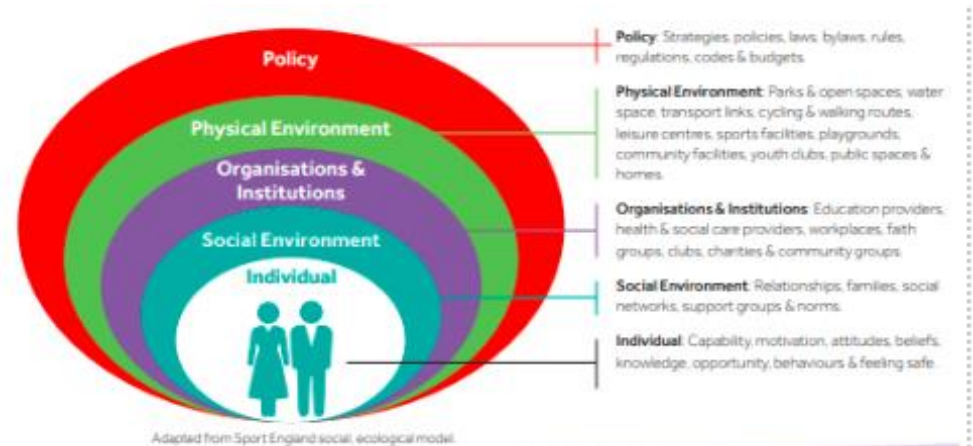 Policy
Physical Environment
Organisations &
Institutions
Social Environment
Individual
Policy: Strategies, policies, laws, bylaws, rules,
regulations, codes & budgets.
Physical Environment: Parks & open spaces, water
space, transport links, cycling & walking routes,
leisure centres, sports facilities, playgrounds,
community facilities, youth clubs, public spaces &
homes.
Organisations & Institutions: Education providers,
health & social care providers, workplaces, faith
groups, clubs, charities & community groups.
Social Environment: Relationships, families, social
networks, support groups & norms.
Individual: Capability, motivation, attitudes, beliefs,
knowledge, opportunity, behaviours & feeling safe.
Adapted from Sport England social, ecological model.